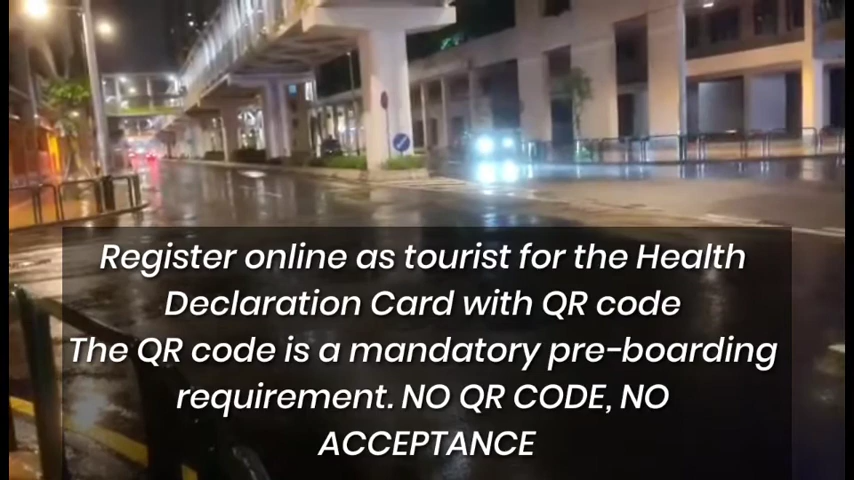 Register online as tourist for the Health
Declaration Card with QR code
The QR code is a mandatory pre-boarding
requirement. NO QR CODE, NO
ACCEPTANCE